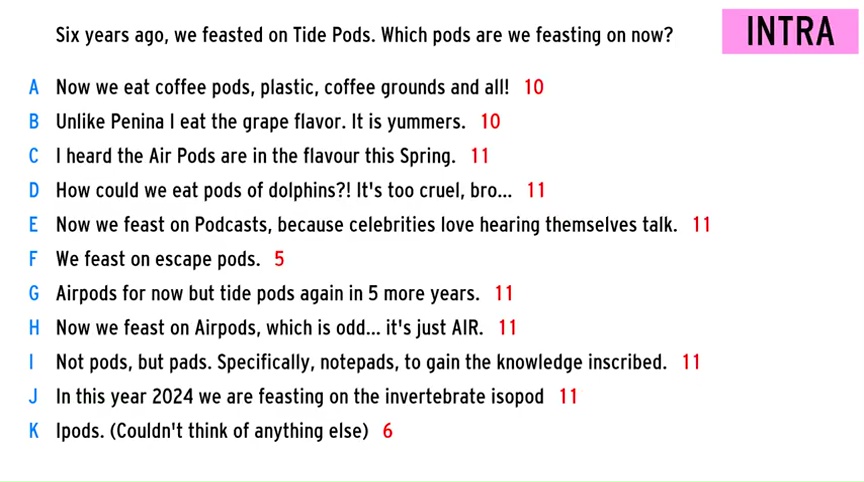 Six years ago, we feasted on Tide Pods. Which pods are we feasting on now?
INTRA
A Now we eat coffee pods, plastic, coffee grounds and all! 10
B Unlike Penina I eat the grape flavor. It is yummers. 10
C I heard the Air Pods are in the flavour this Spring. 11
D How could we eat pods of dolphins?! It's too cruel, bro... 11
E Now we feast on Podcasts, because celebrities love hearing themselves talk. 11
F We feast on escape pods. 5
G Airpods for now but tide pods again in 5 more years. 11
H Now we feast on Airpods, which is odd... it's just AIR. 11
I Not pods, but pads. Specifically, notepads, to gain the knowledge inscribed. 11
J In this year 2024 we are feasting on the invertebrate isopod 11
K Ipods. (Couldn't think of anything else) 6